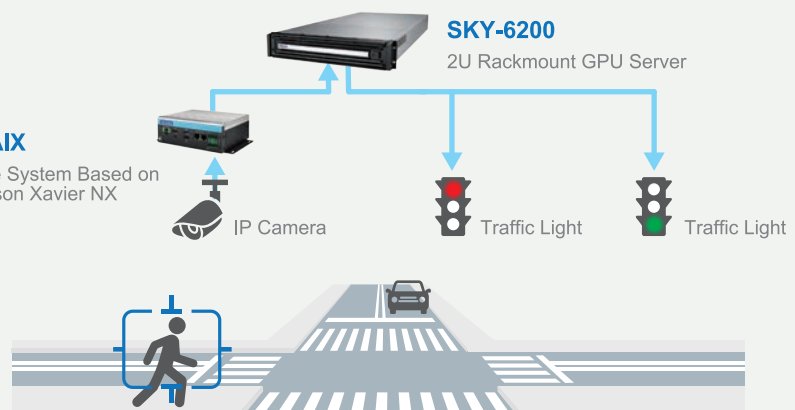 SKY-6200
2U Rackmount GPU Server
AIX
System Based on
son Xavier NX
IP Camera
Traffic Light
Traffic Light